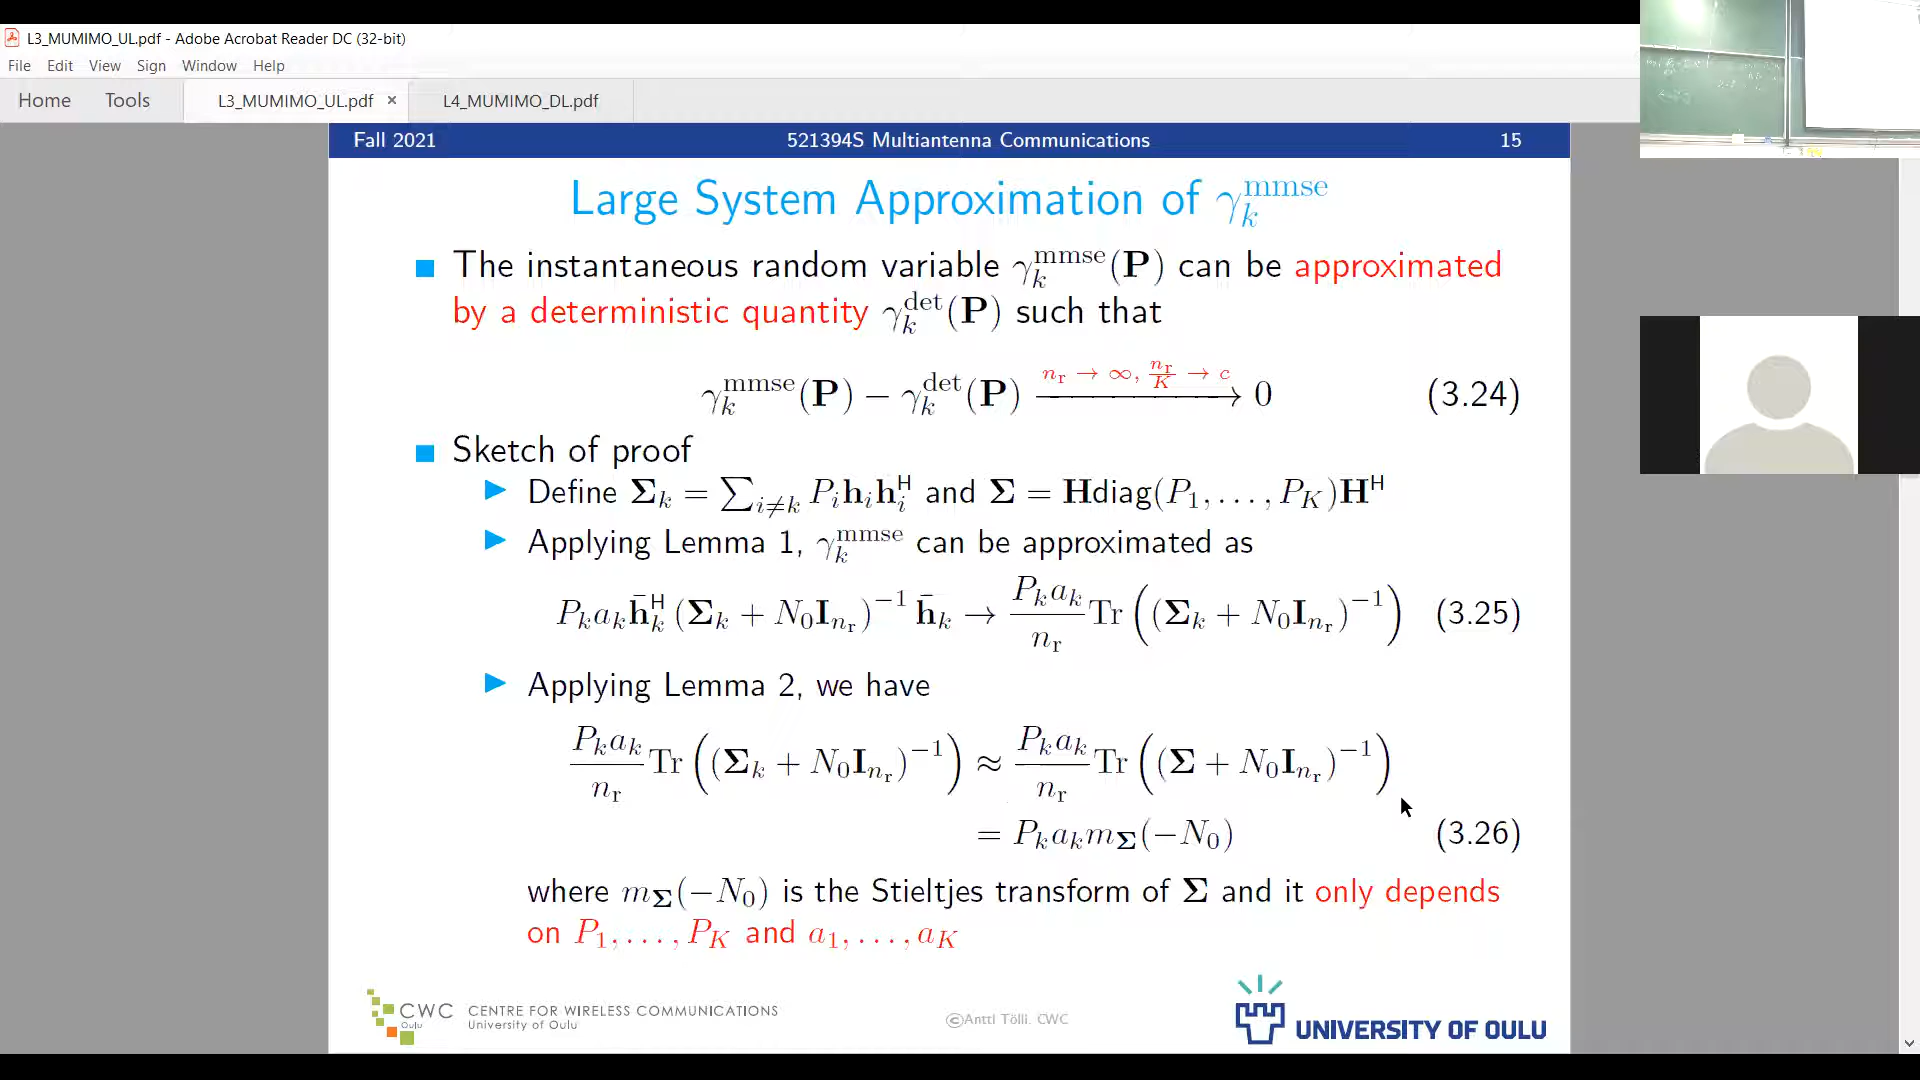 L3_MUMIMO_UL.pdf - Adobe Acrobat Reader DC (32-bit)
File Edit View Sign Window Help
Home Tools L3_MUMIMO_UL.pdf × L4_MUMIMO_DL.pdf
Fall 2021 521394S Multiantenna Communications 15
Large System Approximation of γ_k^mmse
The instantaneous random variable γ_k^mmse(P) can be approximated
by a deterministic quantity γ_k^det(P) such that
γ_k^mmse(P) − γ_k^det(P) —(n_r → ∞, n_r/K → c)→ 0 (3.24)
Sketch of proof
Define Σ_k = ∑_{i≠k} P_i h_i h_i^H and Σ = Hdiag(P_1, . . . , P_K)H^H
Applying Lemma 1, γ_k^mmse can be approximated as
P_k a_k h̄_k^H (Σ_k + N_0 I_{n_r})^{−1} h̄_k → (P_k a_k / n_r) Tr((Σ_k + N_0 I_{n_r})^{−1}) (3.25)
Applying Lemma 2, we have
(P_k a_k / n_r) Tr((Σ_k + N_0 I_{n_r})^{−1}) ≈ (P_k a_k / n_r) Tr((Σ + N_0 I_{n_r})^{−1})
= P_k a_k m_Σ(−N_0) (3.26)
where m_Σ(−N_0) is the Stieltjes transform of Σ and it only depends
on P_1, . . . , P_K and a_1, . . . , a_K
CWC CENTRE FOR WIRELESS COMMUNICATIONS
Oulu University of Oulu
©Antti Tölli, CWC
UNIVERSITY OF OULU